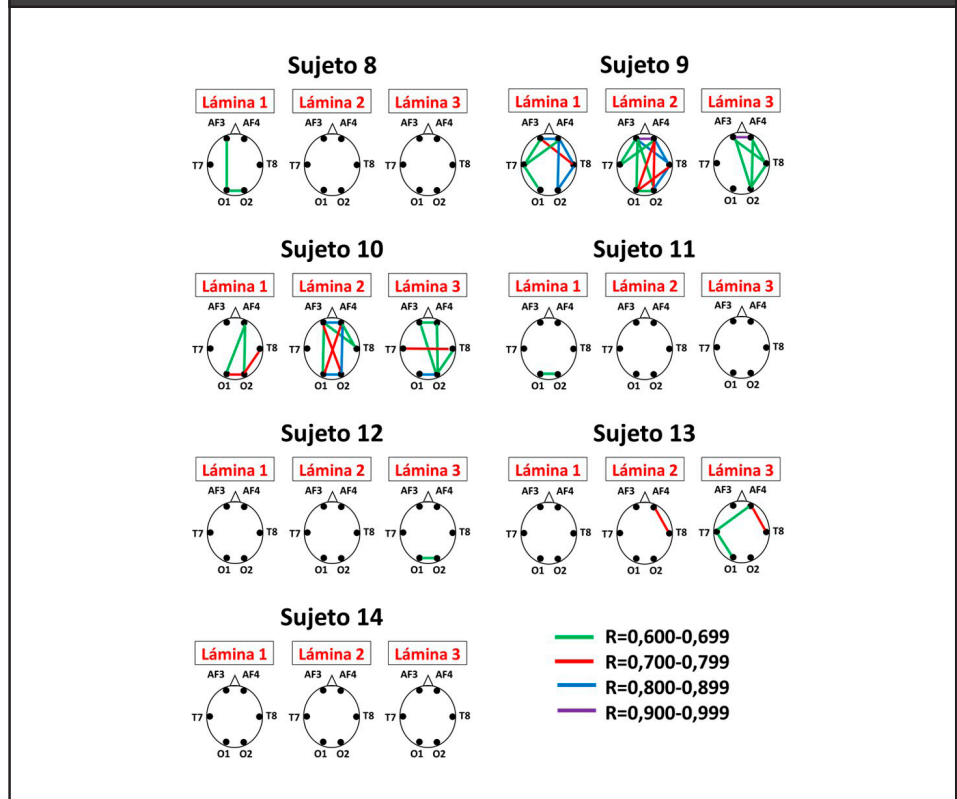 Sujeto 8
Lámina 1 Lámina 2 Lámina 3
AF3 AF4 AF3 AF4 AF3 AF4
T7 T8 T7 T8 T7 T8
O1 O2 O1 O2 O1 O2
Sujeto 9
Lámina 1 Lámina 2 Lámina 3
AF3 AF4 AF3 AF4 AF3 AF4
T7 T8 T7 T8 T7 T8
O1 O2 O1 O2 O1 O2
Sujeto 10
Lámina 1 Lámina 2 Lámina 3
AF3 AF4 AF3 AF4 AF3 AF4
T7 T8 T7 T8 T7 T8
O1 O2 O1 O2 O1 O2
Sujeto 11
Lámina 1 Lámina 2 Lámina 3
AF3 AF4 AF3 AF4 AF3 AF4
T7 T8 T7 T8 T7 T8
O1 O2 O1 O2 O1 O2
Sujeto 12
Lámina 1 Lámina 2 Lámina 3
AF3 AF4 AF3 AF4 AF3 AF4
T7 T8 T7 T8 T7 T8
O1 O2 O1 O2 O1 O2
Sujeto 13
Lámina 1 Lámina 2 Lámina 3
AF3 AF4 AF3 AF4 AF3 AF4
T7 T8 T7 T8 T7 T8
O1 O2 O1 O2 O1 O2
Sujeto 14
Lámina 1 Lámina 2 Lámina 3
AF3 AF4 AF3 AF4 AF3 AF4
T7 T8 T7 T8 T7 T8
O1 O2 O1 O2 O1 O2
R=0,600-0,699
R=0,700-0,799
R=0,800-0,899
R=0,900-0,999